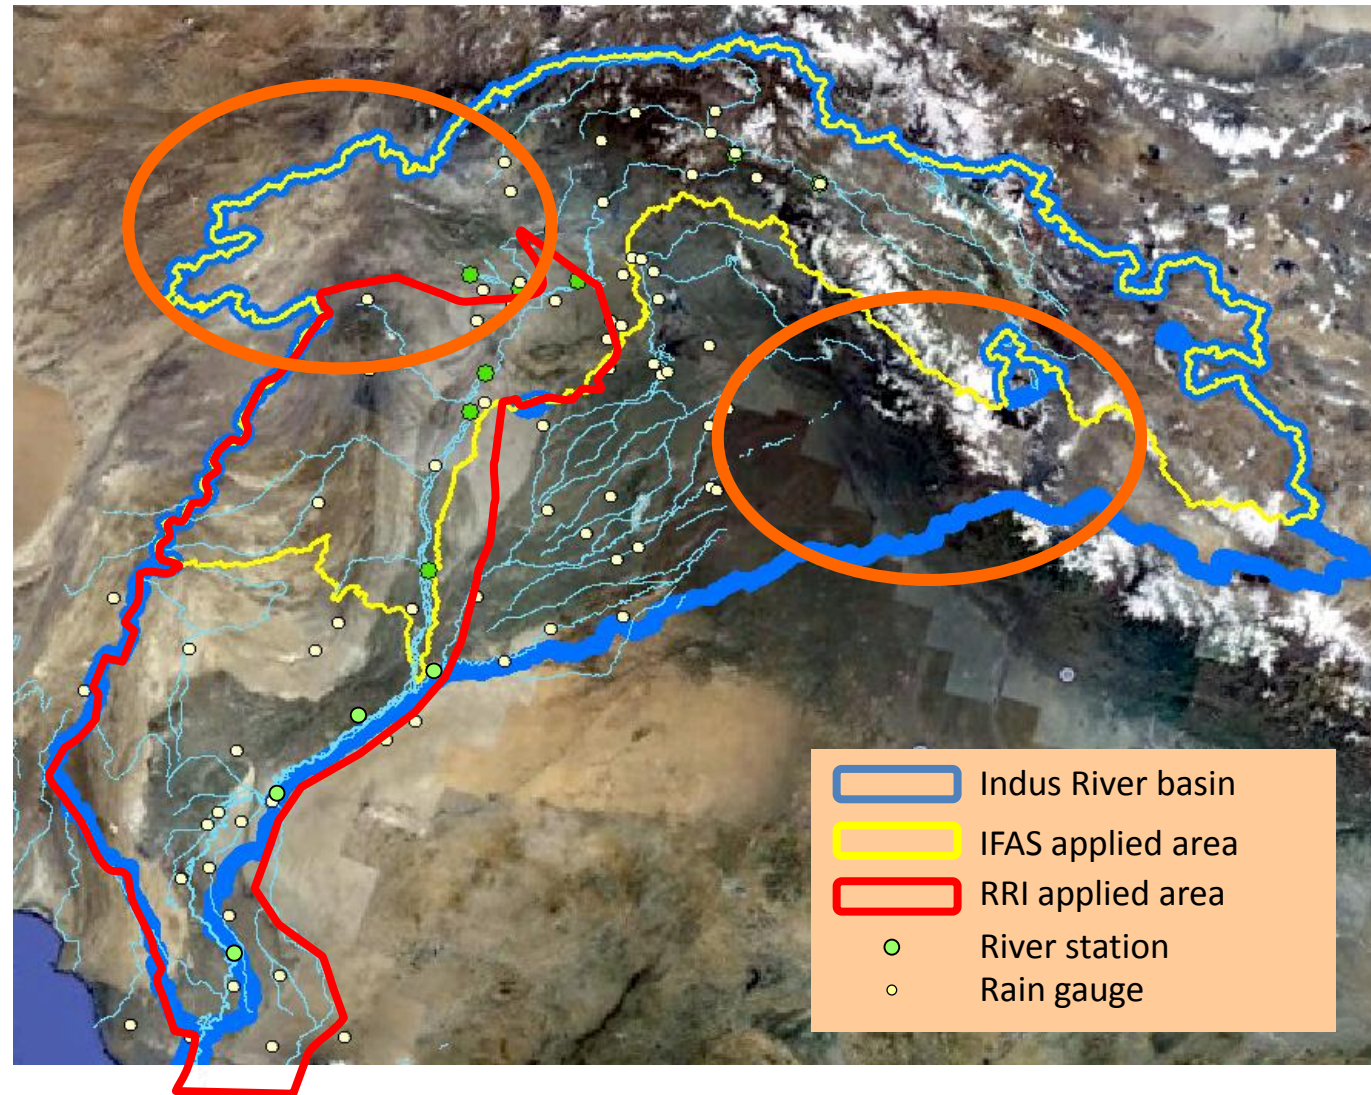 Indus River basin
IFAS applied area
RRI applied area
River station
Rain gauge